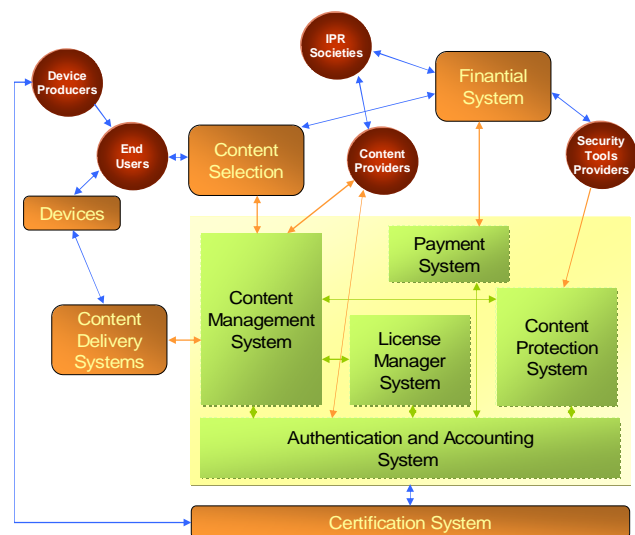 IPR
Societies
Device
Producers
Finantial
System
End
Users
Content
Selection
Content
Providers
Security
Tools
Providers
Devices
Payment
System
Content
Management
System
Content
Delivery
Systems
License
Manager
System
Content
Protection
System
Authentication and Accounting
System
Certification System